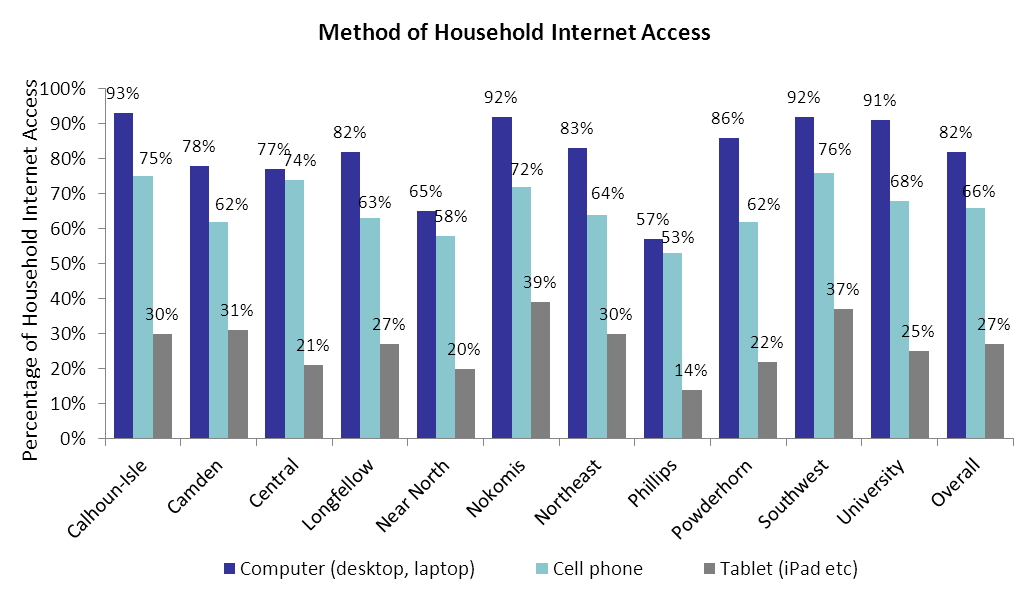 Method of Household Internet Access
Percentage of Household Internet Access
100%
90%
80%
70%
60%
50%
40%
30%
20%
10%
0%
93% 75% 30%
78% 62% 31%
77% 74% 21%
82% 63% 27%
65% 58% 20%
92% 72% 39%
83% 64% 30%
57% 53% 14%
86% 62% 22%
92% 76% 37%
91% 68% 25%
82% 66% 27%
Calhoun-Isle
Camden
Central
Longfellow
Near North
Nokomis
Northeast
Phillips
Powderhorn
Southwest
University
Overall
Computer (desktop, laptop) Cell phone Tablet (iPad etc)